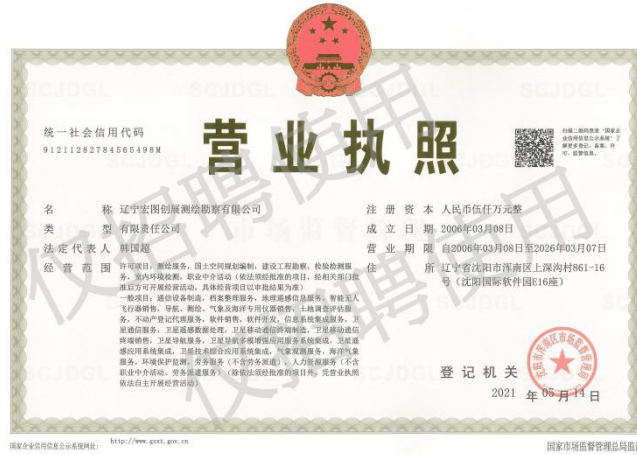 统一社会信用代码
91211282784565498M
营业执照
扫描二维码登录“国家企
业信用信息公示系统”了
解更多登记、备案、许
可、监管信息。
名 称 辽宁宏图创展测绘勘察有限公司
类 型 有限责任公司
法定代表人 韩国超
经营范围 许可项目：测绘服务，国土空间规划编制，建设工程勘察，检验检测服
务，室内环境检测，职业中介活动（依法须经批准的项目，经相关部门批
准后方可开展经营活动，具体经营项目以审批结果为准）
一般项目：通信设备制造，档案整理服务，地理遥感信息服务，智能无人
飞行器销售，导航、测绘、气象及海洋专用仪器销售，土地调查评估服
务，不动产登记代理服务，软件销售，软件开发，信息系统集成服务，卫
星通信服务，卫星遥感数据处理，卫星移动通信终端制造，卫星移动通信
终端销售，卫星导航服务，卫星导航多模增强应用服务系统集成，卫星遥
感应用系统集成，卫星技术综合应用系统集成，气象观测服务，海洋气象
服务，环境保护监测，劳务服务（不含劳务派遣），人力资源服务（不含
职业中介活动、劳务派遣服务）（除依法须经批准的项目外，凭营业执照
依法自主开展经营活动）
注册资本 人民币伍仟万元整
成立日期 2006年03月08日
营业期限 自2006年03月08日至2026年03月07日
住 所 辽宁省沈阳市浑南区上深沟村861-16
号（沈阳国际软件园E16座）
登记机关
2021 年 05 月 14 日
仅招聘使用
仅招聘使用
国家企业信用信息公示系统网址：
http://www.gsxt.gov.cn
国家市场监督管理总局监